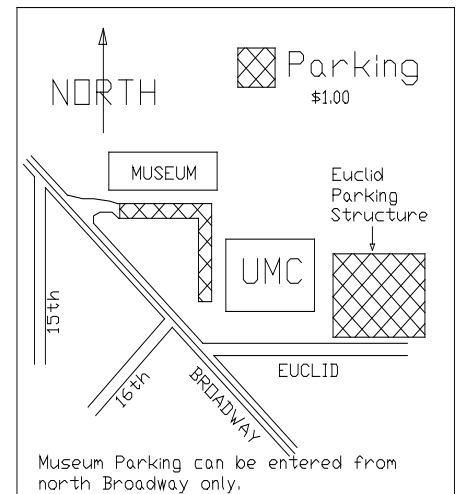 NORTH
Parking
$1.00
MUSEUM
Euclid
Parking
Structure
UMC
15th
16th
BROADWAY
EUCLID
Museum Parking can be entered from
north Broadway only.